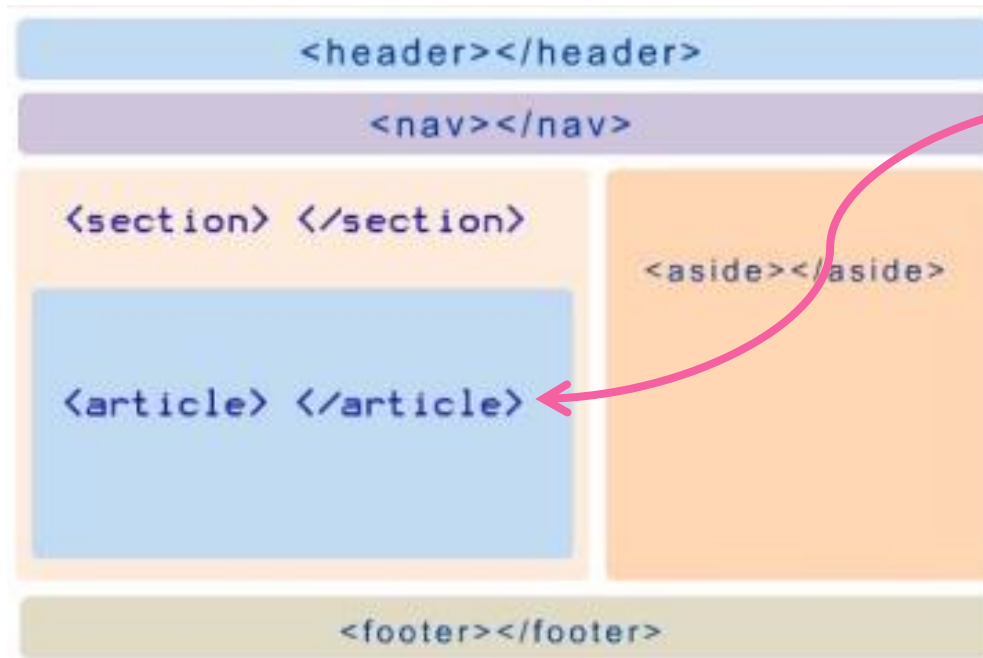 <header></header>
<nav></nav>
<section> </section>
<aside></aside>
<article> </article>
<footer></footer>